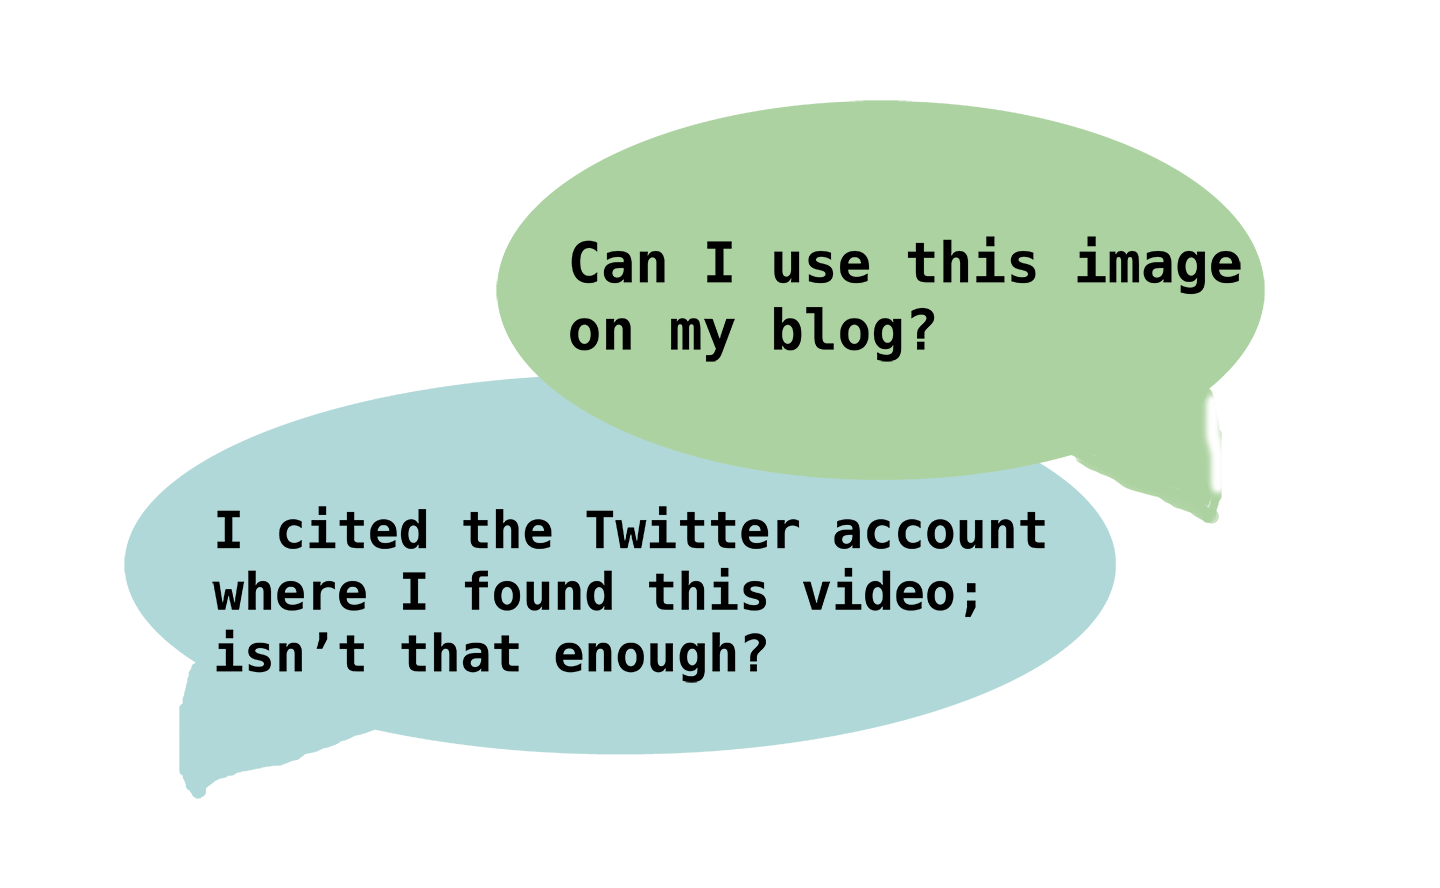 Can I use this image
on my blog?
I cited the Twitter account
where I found this video;
isn’t that enough?